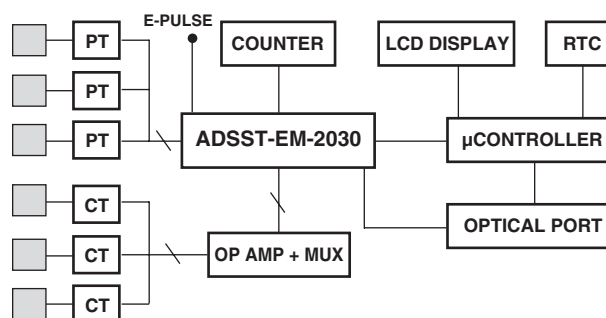 E-PULSE
PT
COUNTER
LCD DISPLAY
RTC
PT
PT
ADSST-EM-2030
µCONTROLLER
CT
OPTICAL PORT
CT
OP AMP + MUX
CT